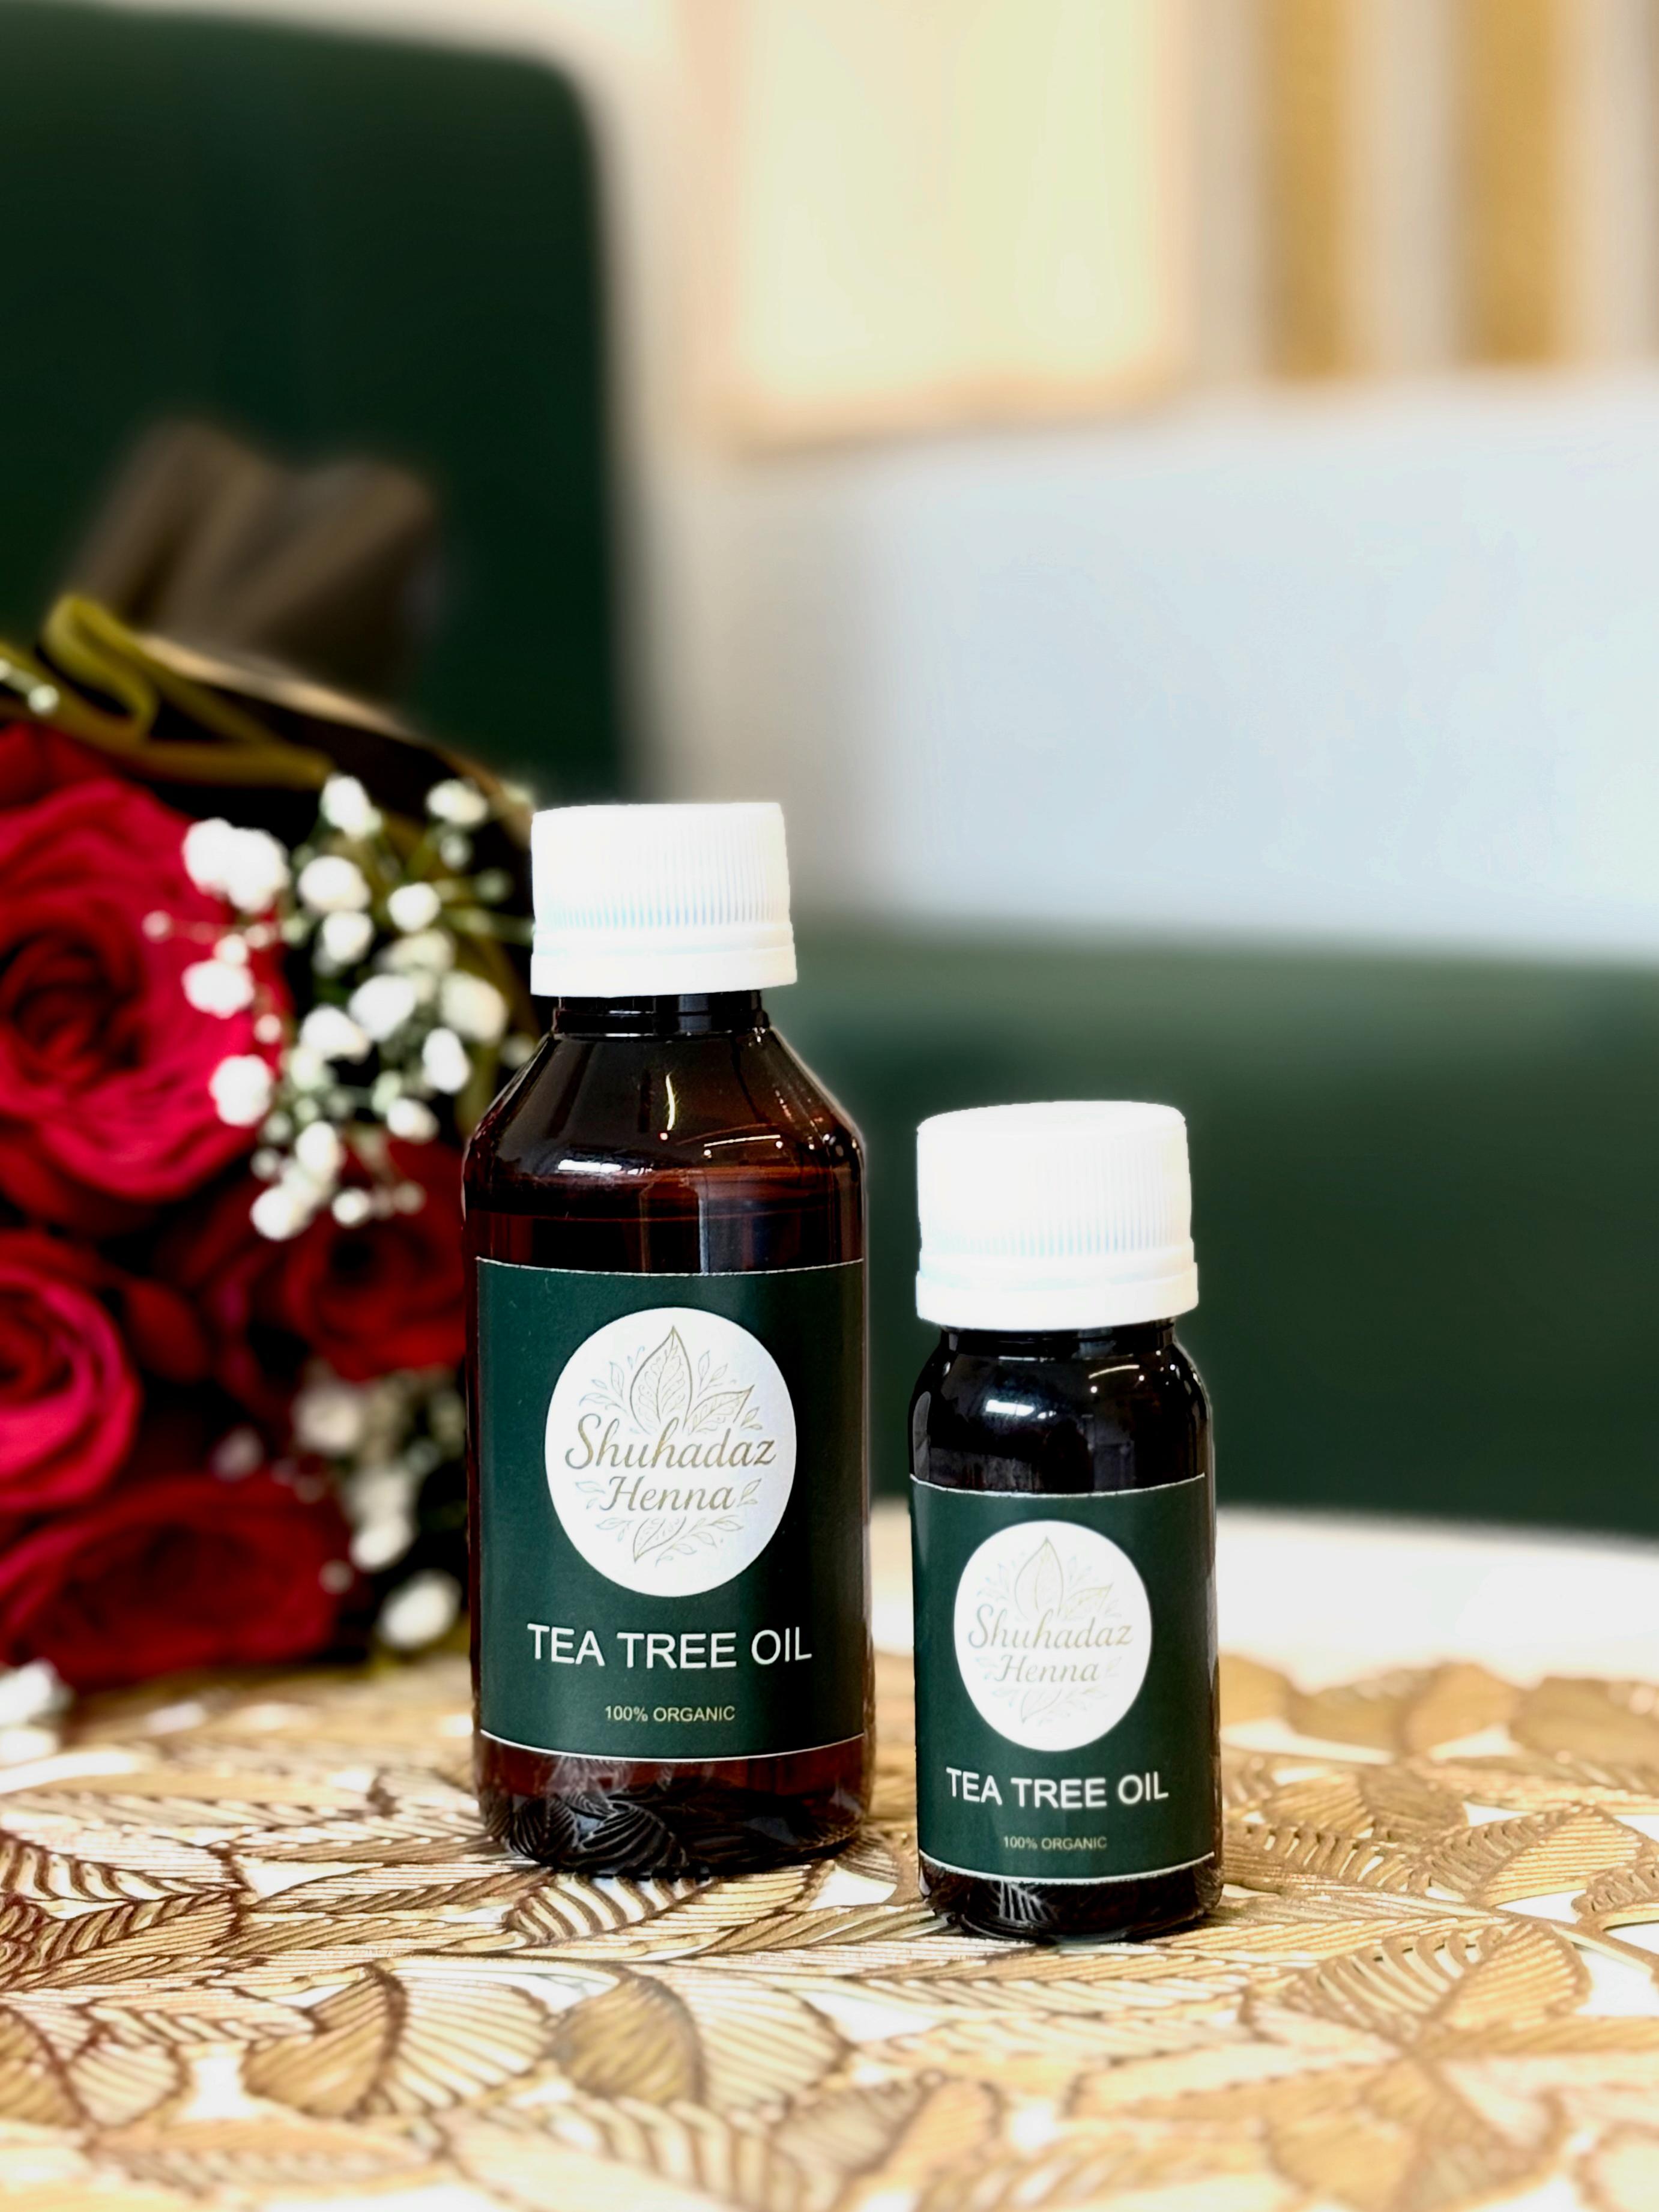 Shuhadaz
Henna
TEA TREE OIL
100% ORGANIC
Shuhadaz
Henna
TEA TREE OIL
100% ORGANIC